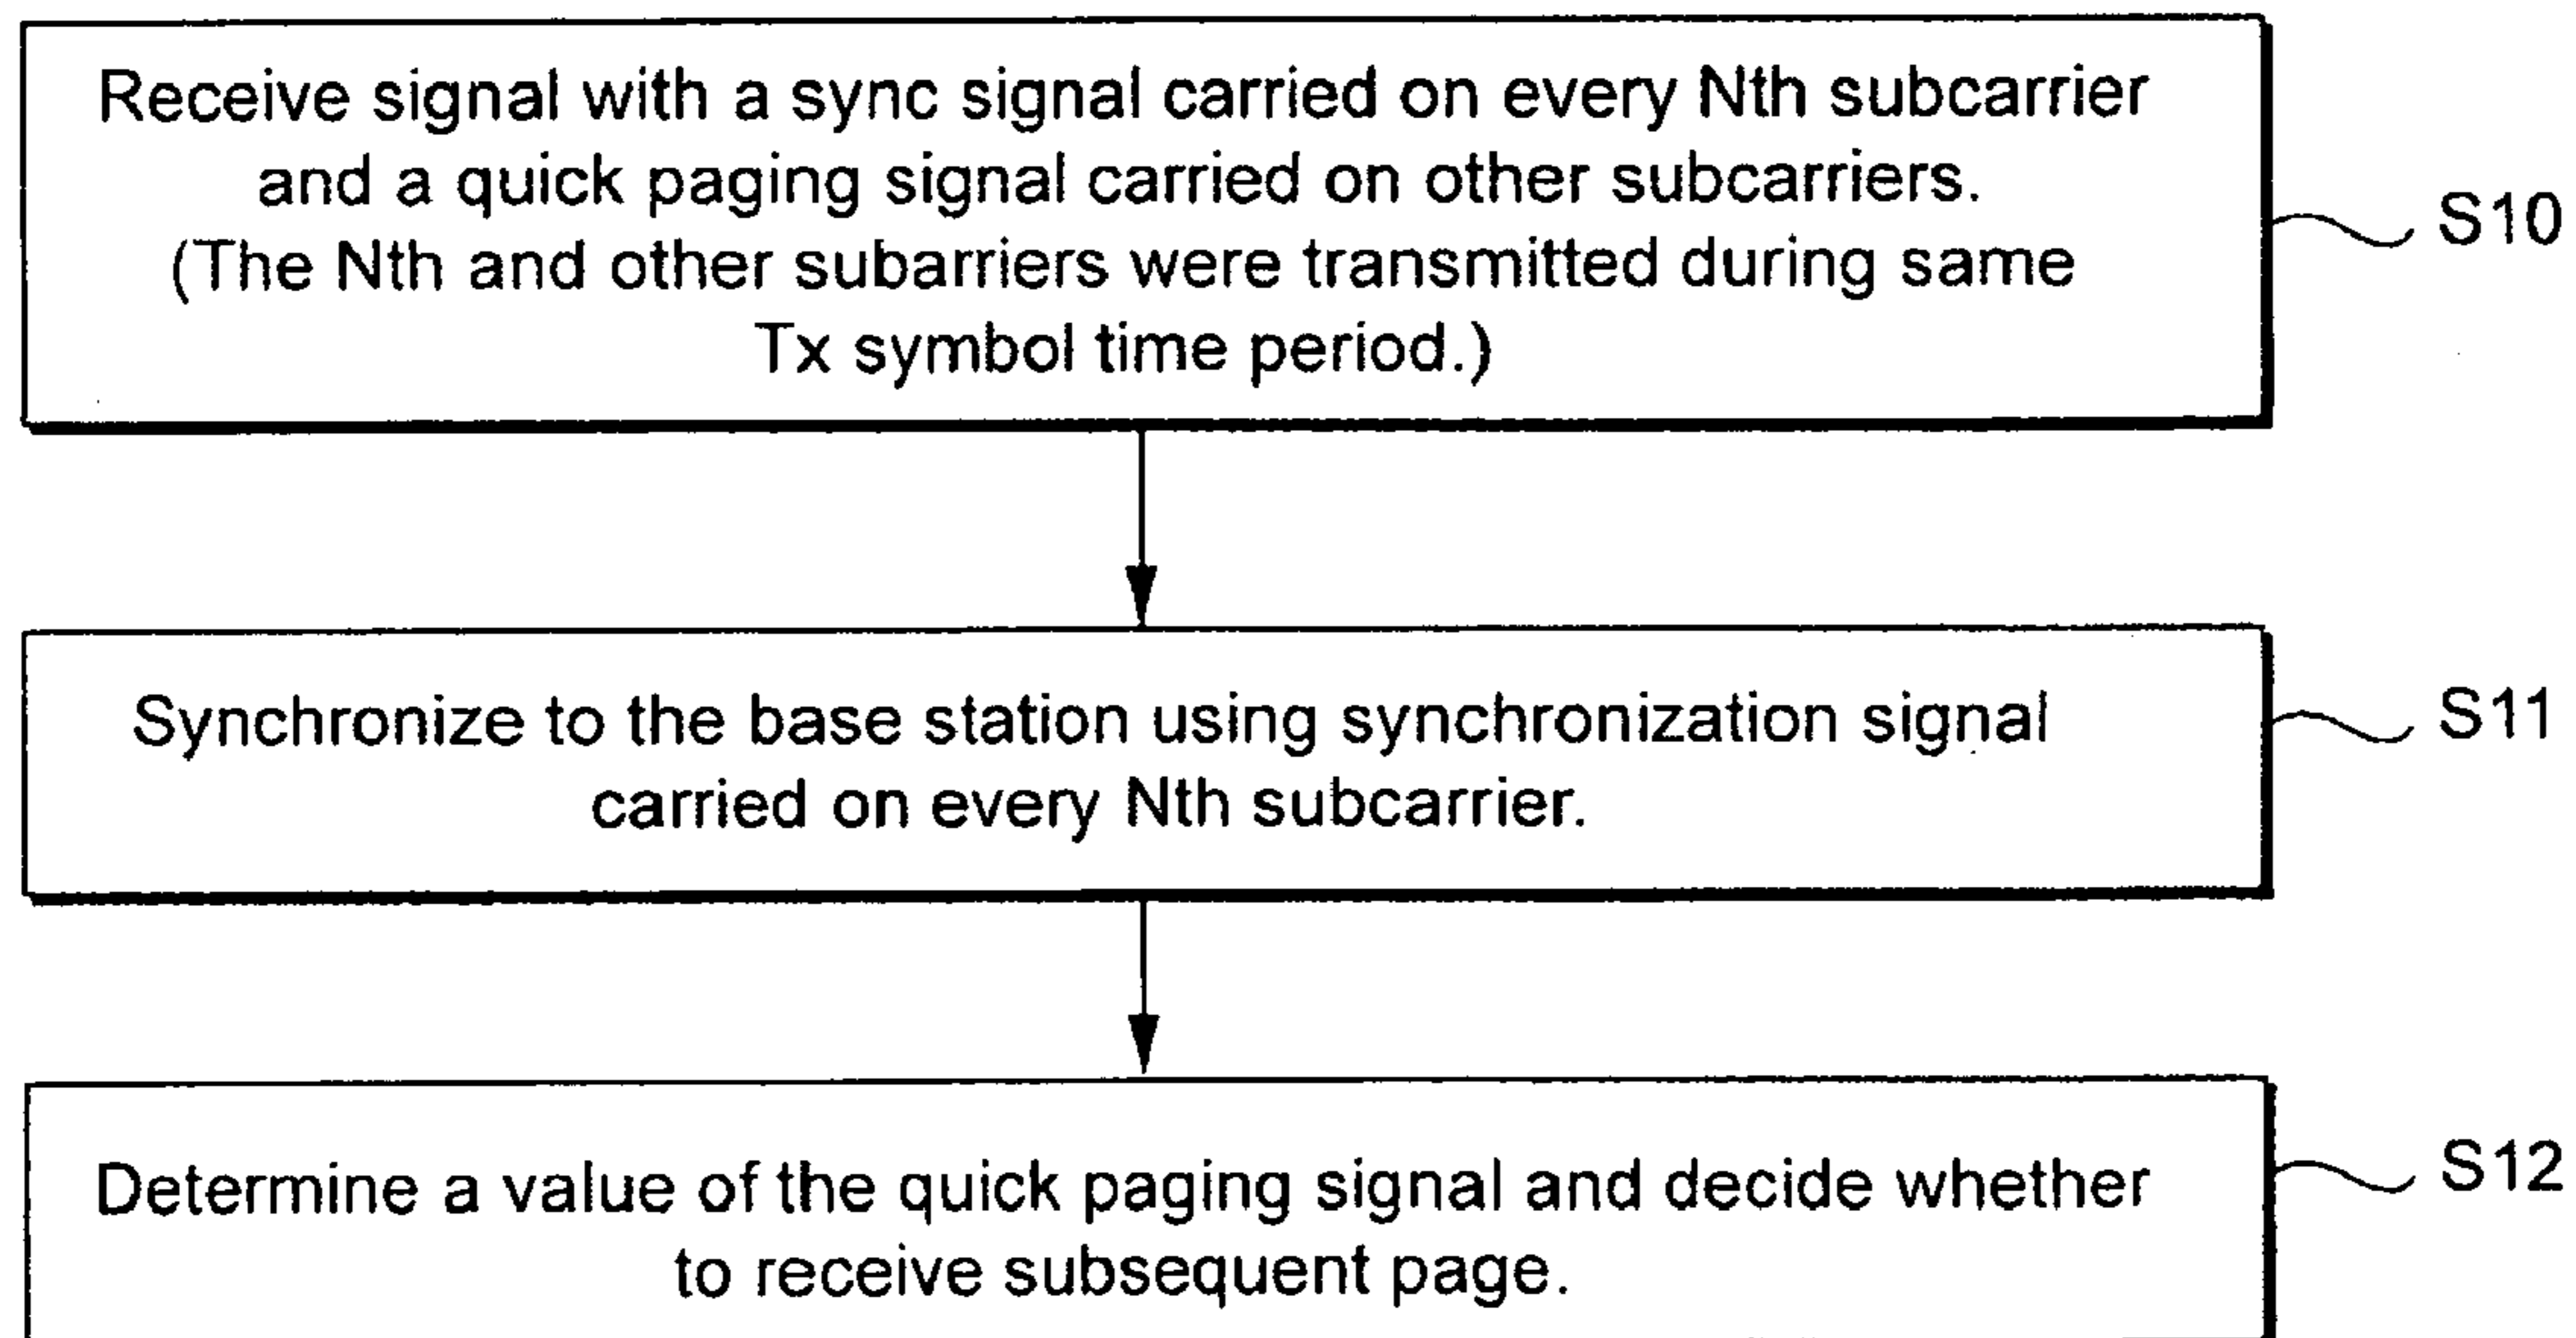 Receive signal with a sync signal carried on every Nth subcarrier
and a quick paging signal carried on other subcarriers.
(The Nth and other subarriers were transmitted during same
Tx symbol time period.)
S10
Synchronize to the base station using synchronization signal
carried on every Nth subcarrier.
S11
Determine a value of the quick paging signal and decide whether
to receive subsequent page.
S12